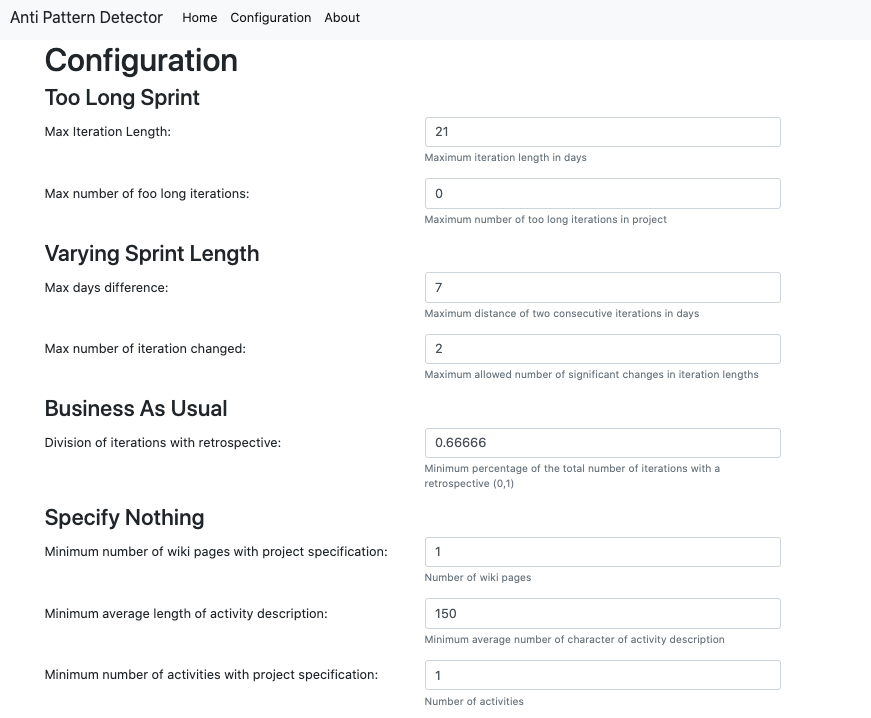 Anti Pattern Detector Home Configuration About
Configuration
Too Long Sprint
Max Iteration Length:
21
Maximum iteration length in days
Max number of foo long iterations:
0
Maximum number of too long iterations in project
Varying Sprint Length
Max days difference:
7
Maximum distance of two consecutive iterations in days
Max number of iteration changed:
2
Maximum allowed number of significant changes in iteration lengths
Business As Usual
Division of iterations with retrospective:
0.66666
Minimum percentage of the total number of iterations with a
retrospective (0,1)
Specify Nothing
Minimum number of wiki pages with project specification:
1
Number of wiki pages
Minimum average length of activity description:
150
Minimum average number of character of activity description
Minimum number of activities with project specification:
1
Number of activities